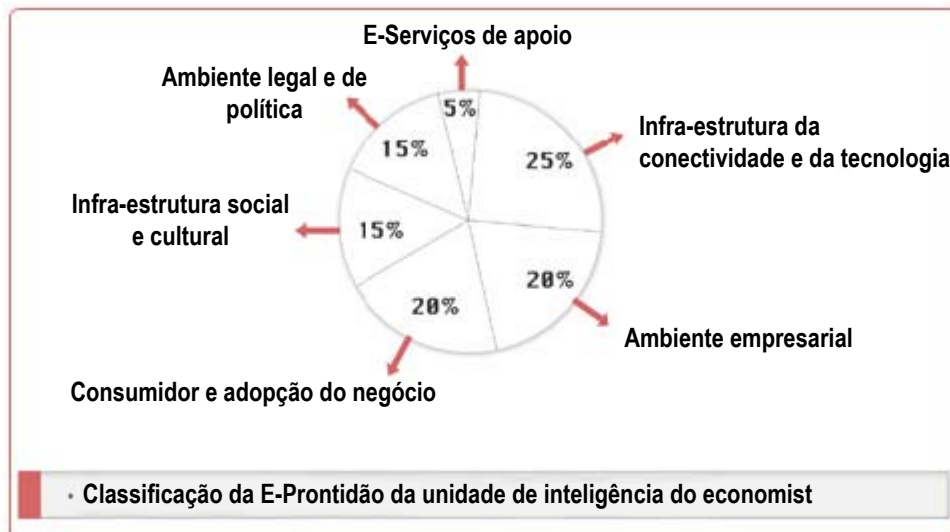 E-Serviços de apoio
Ambiente legal e de
política
5%
15%
25%
Infra-estrutura da
conectividade e da tecnologia
Infra-estrutura social
e cultural
15%
20%
20%
Ambiente empresarial
Consumidor e adopção do negócio
• Classificação da E-Prontidão da unidade de inteligência do economist